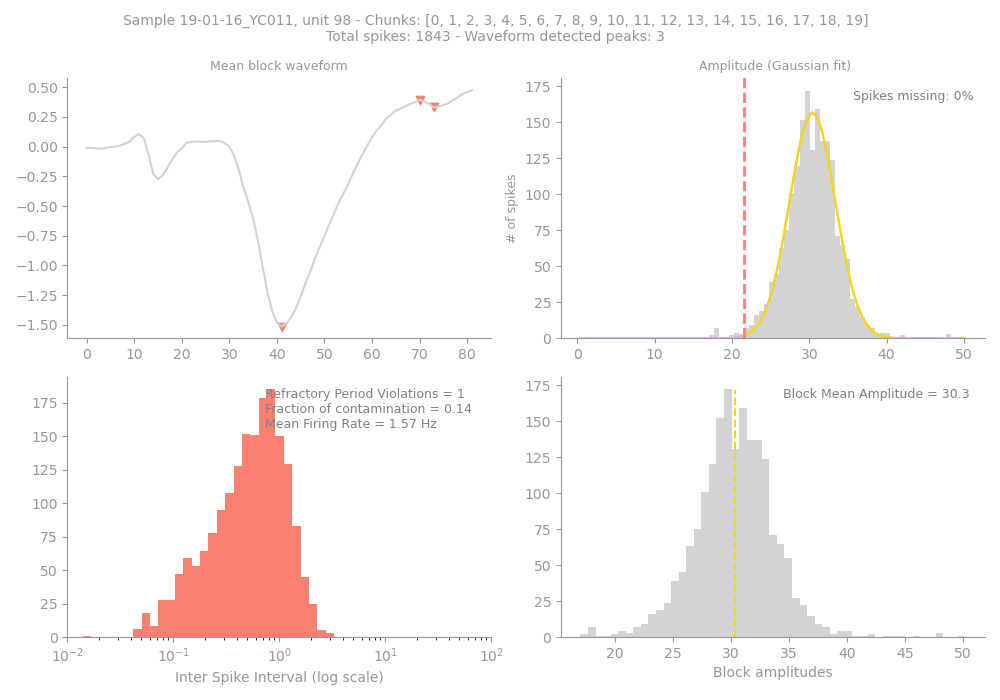 Sample 19-01-16_YC011, unit 98 - Chunks: [0, 1, 2, 3, 4, 5, 6, 7, 8, 9, 10, 11, 12, 13, 14, 15, 16, 17, 18, 19]
Total spikes: 1843 - Waveform detected peaks: 3
Mean block waveform
0.50
0.25
0.00
−0.25
−0.50
−0.75
−1.00
−1.25
−1.50
0 10 20 30 40 50 60 70 80
Amplitude (Gaussian fit)
Spikes missing: 0%
# of spikes
175
150
125
100
75
50
25
0
0 10 20 30 40 50
Refractory Period Violations = 1
Fraction of contamination = 0.14
Mean Firing Rate = 1.57 Hz
175
150
125
100
75
50
25
0
10⁻² 10⁻¹ 10⁰ 10¹ 10²
Inter Spike Interval (log scale)
Block Mean Amplitude = 30.3
175
150
125
100
75
50
25
0
20 25 30 35 40 45 50
Block amplitudes